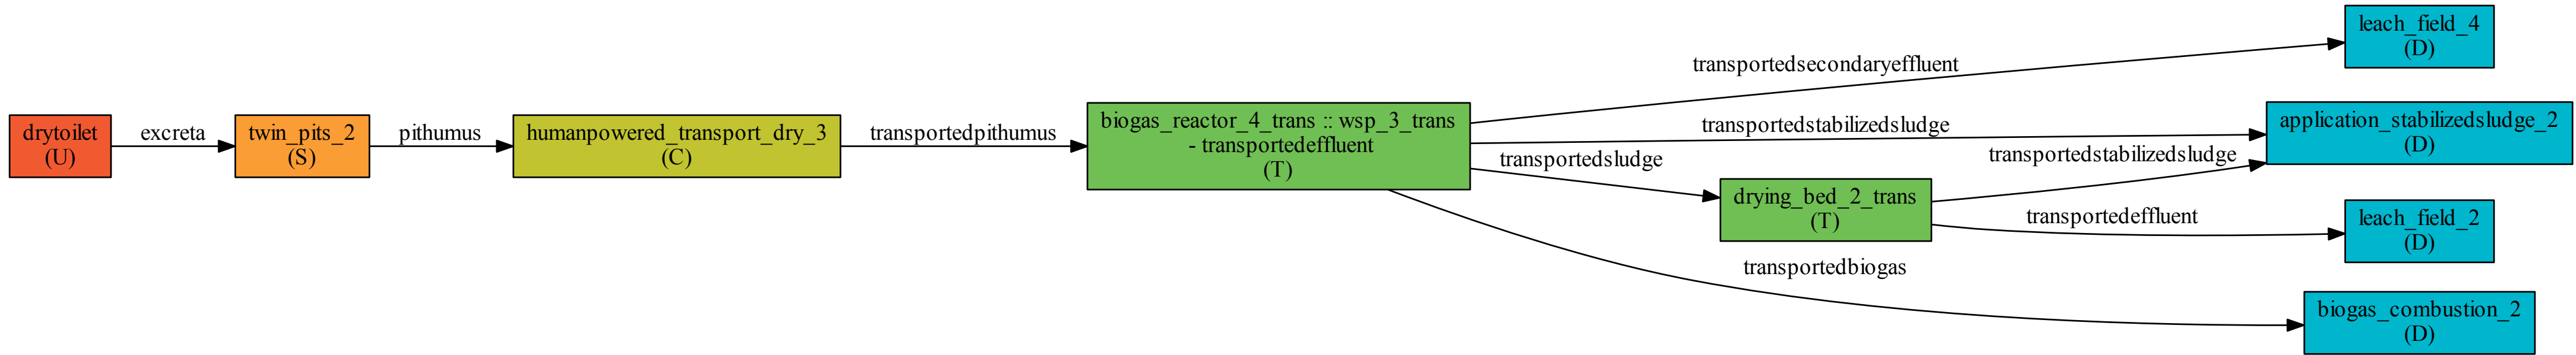 drytoilet
(U)
excreta
twin_pits_2
(S)
pithumus
humanpowered_transport_dry_3
(C)
transportedpithumus
biogas_reactor_4_trans :: wsp_3_trans
- transportedeffluent
(T)
transportedsecondaryeffluent
transportedstabilizedsludge
transportedsludge
transportedbiogas
drying_bed_2_trans
(T)
transportedstabilizedsludge
transportedeffluent
leach_field_4
(D)
application_stabilizedsludge_2
(D)
leach_field_2
(D)
biogas_combustion_2
(D)